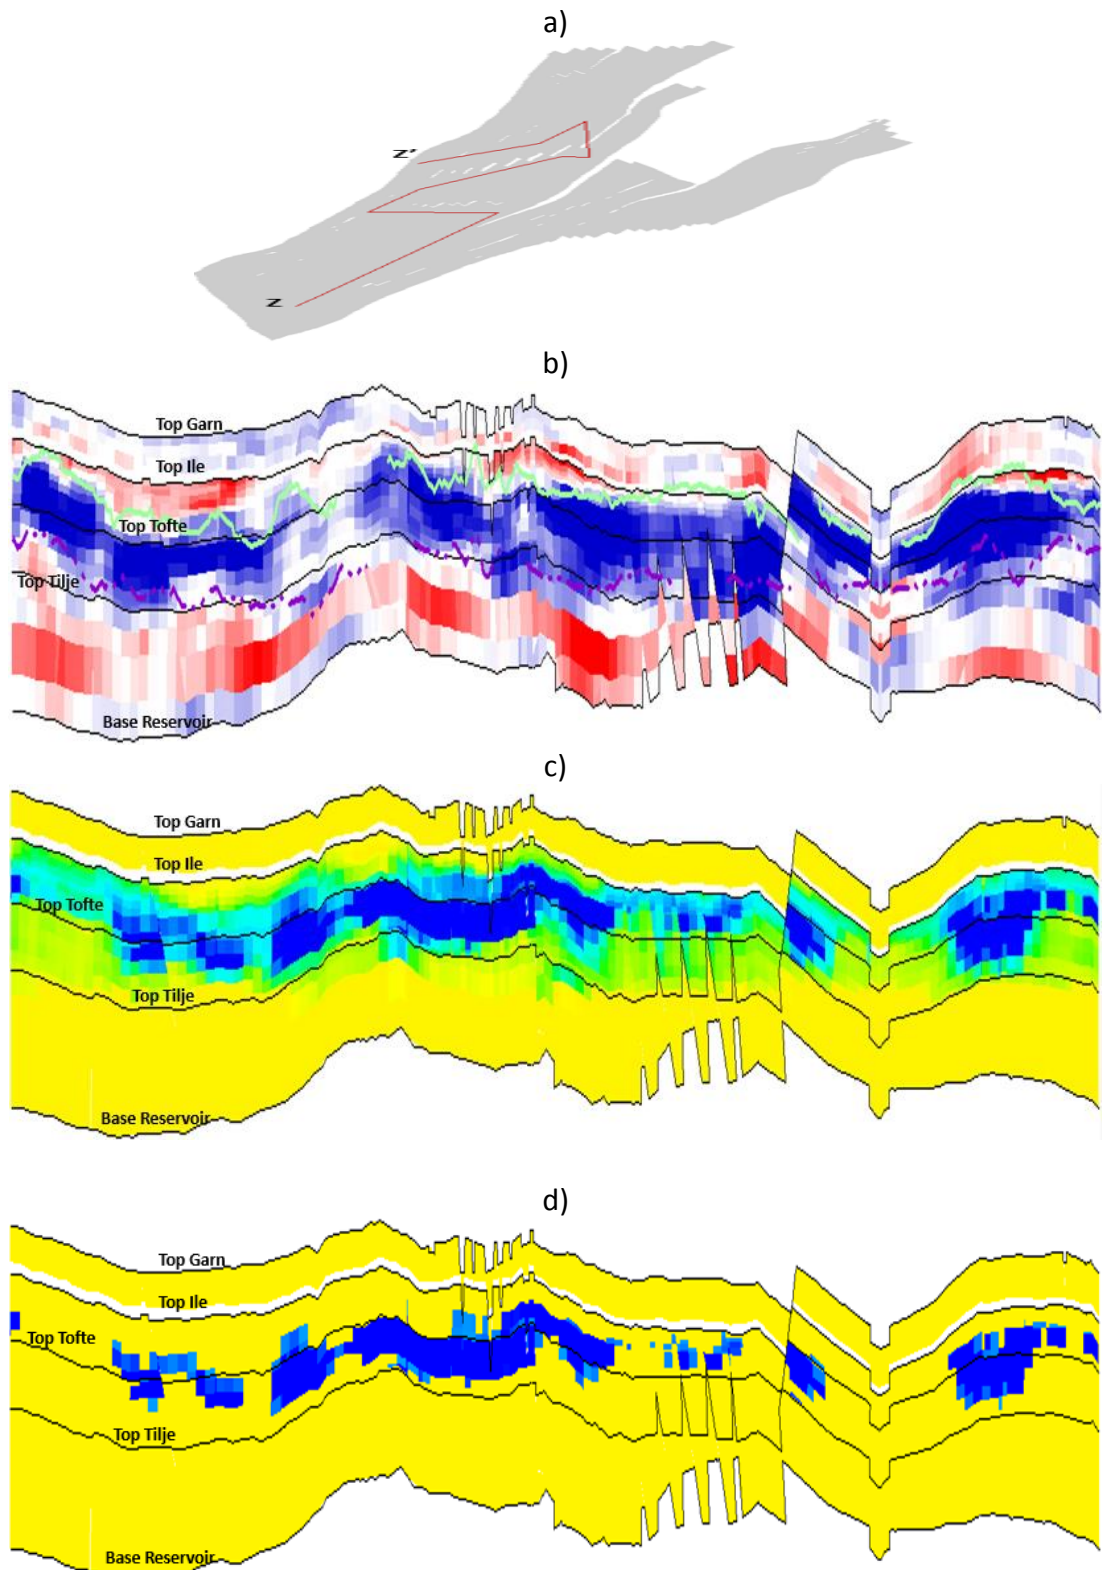 a)
Z'
Z
b)
Top Garn
Top Ile
Top Tofte
Top Tilje
Base Reservoir
c)
Top Garn
Top Ile
Top Tofte
Top Tilje
Base Reservoir
d)
Top Garn
Top Ile
Top Tofte
Top Tilje
Base Reservoir